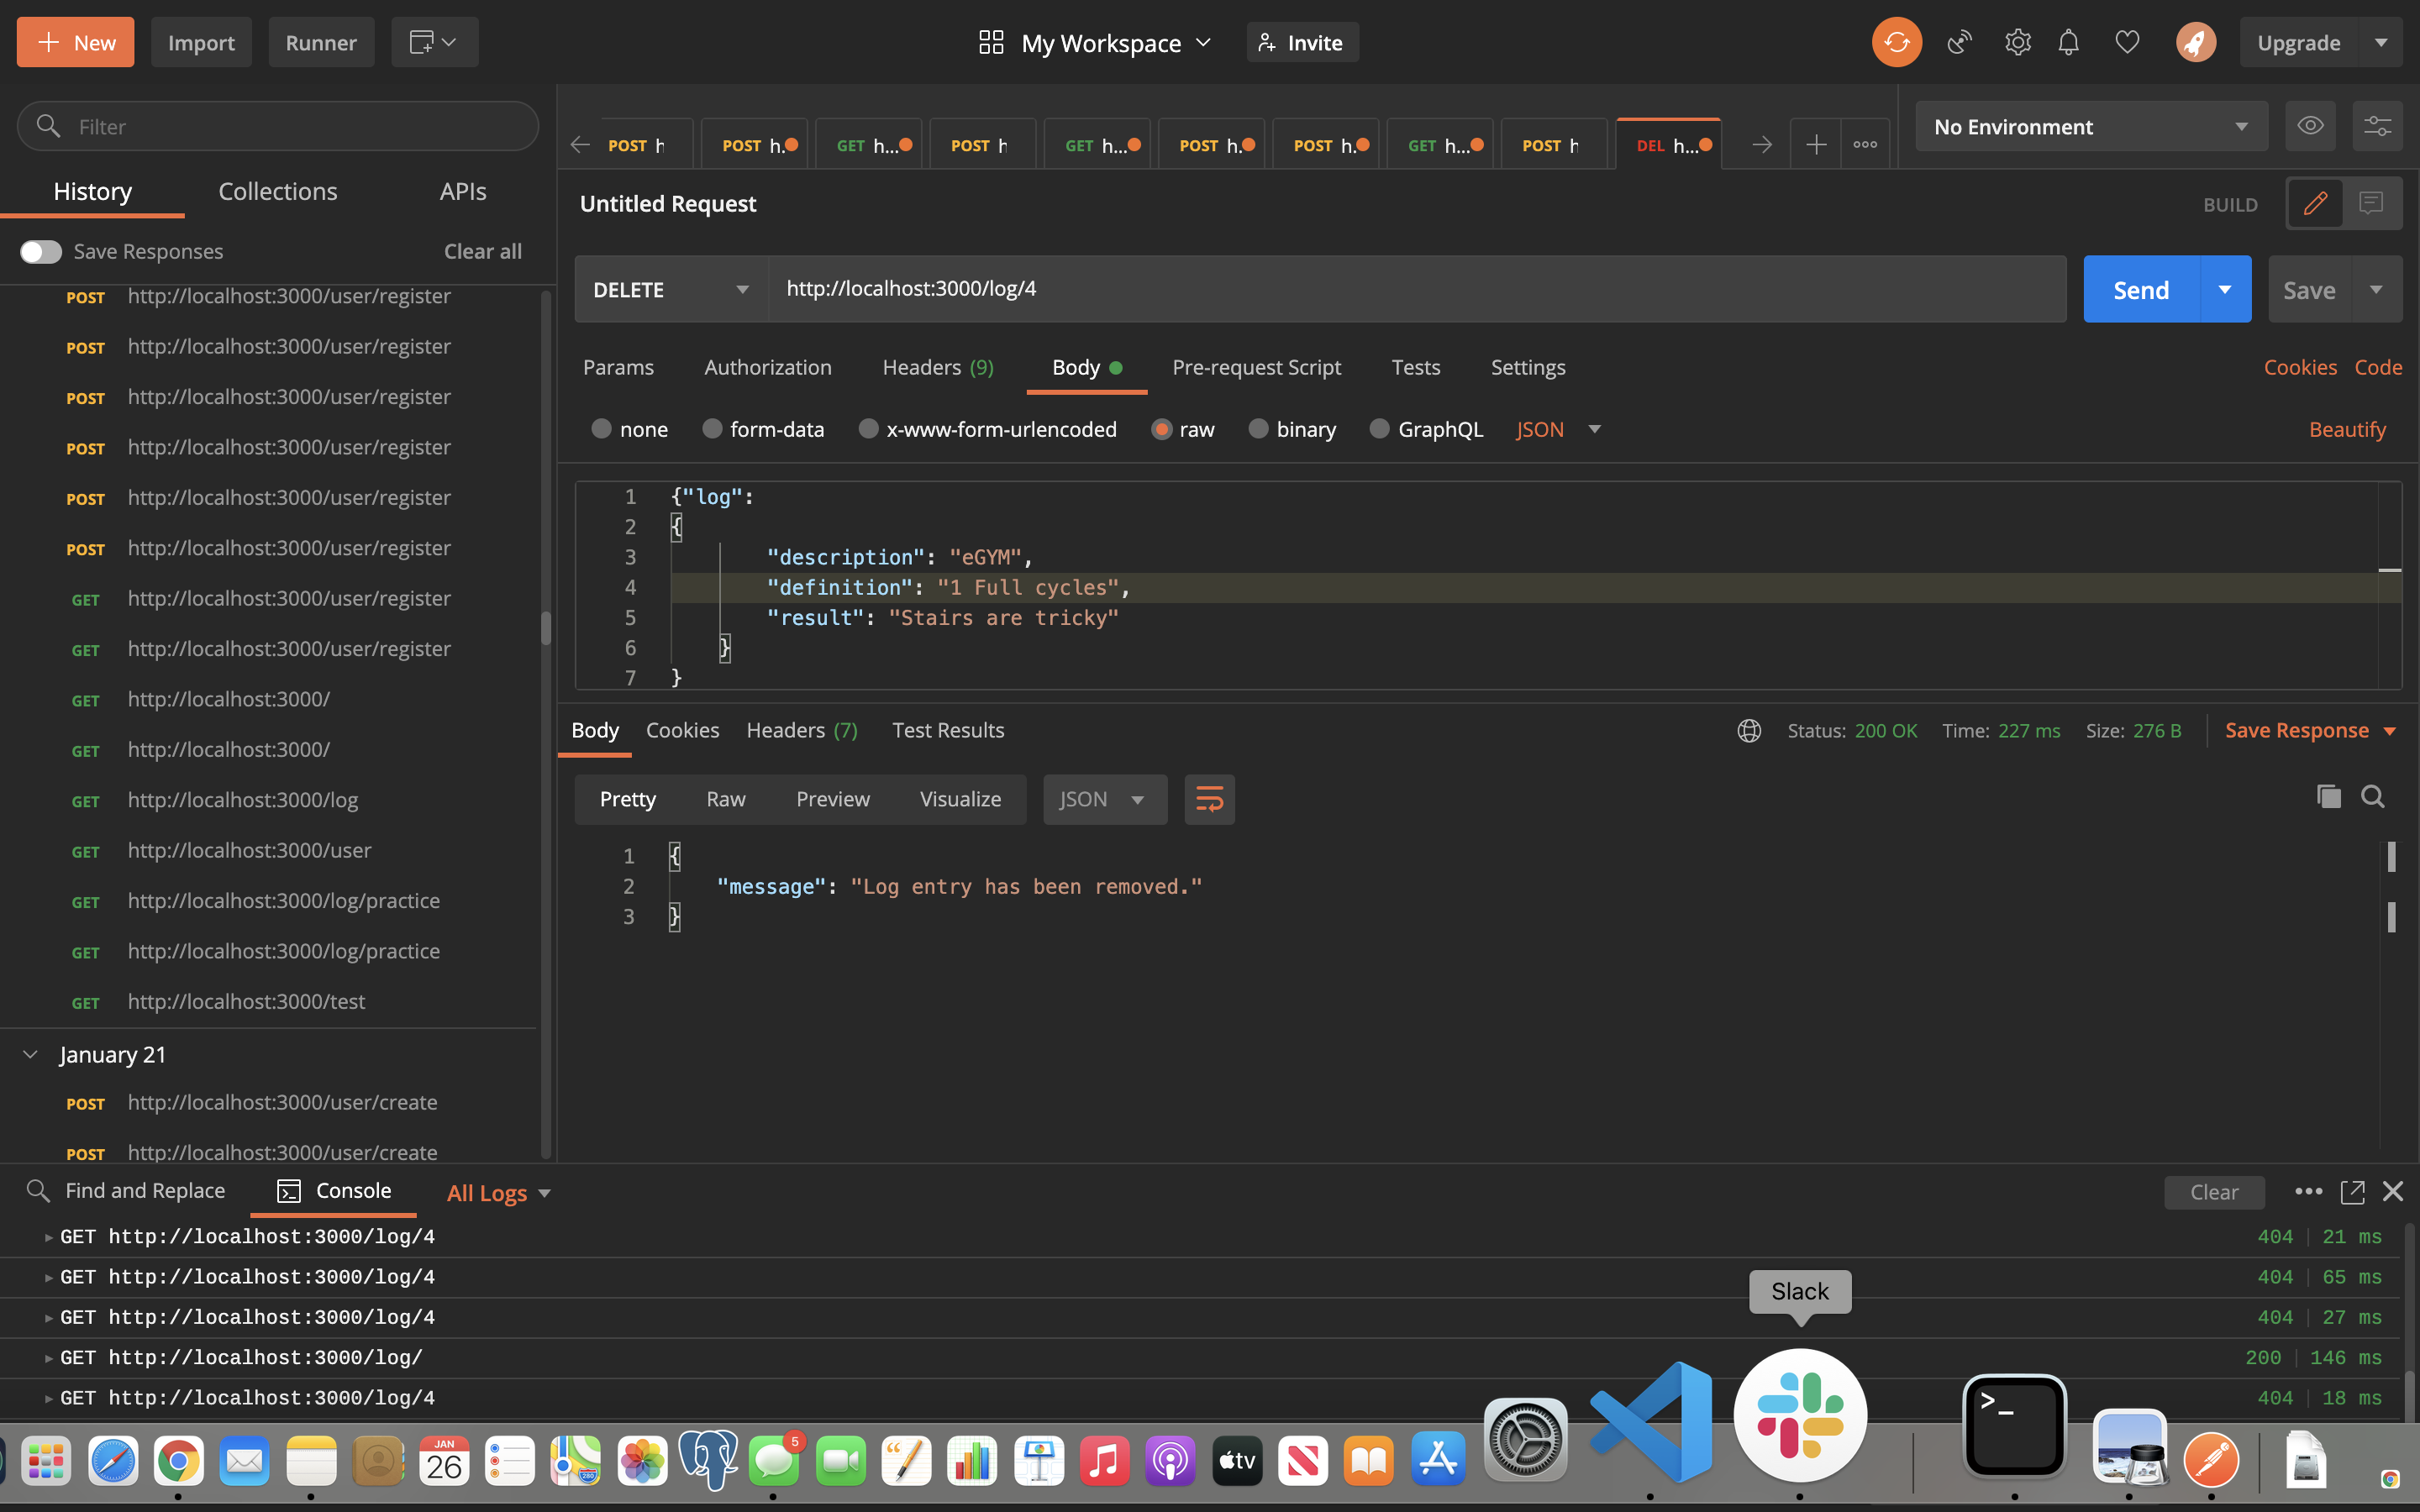 New
Import
Runner
My Workspace
Invite
Upgrade
Filter
History
Collections
APIs
Save Responses
Clear all
POST http://localhost:3000/user/register
POST http://localhost:3000/user/register
POST http://localhost:3000/user/register
POST http://localhost:3000/user/register
POST http://localhost:3000/user/register
POST http://localhost:3000/user/register
GET http://localhost:3000/user/register
GET http://localhost:3000/user/register
GET http://localhost:3000/
GET http://localhost:3000/
GET http://localhost:3000/log
GET http://localhost:3000/user
GET http://localhost:3000/log/practice
GET http://localhost:3000/log/practice
GET http://localhost:3000/test
January 21
POST http://localhost:3000/user/create
POST http://localhost:3000/user/create
POST h
POST h.
GET h...
POST h
GET h...
POST h.
POST h.
GET h...
POST h
DEL h...
No Environment
Untitled Request
BUILD
DELETE
http://localhost:3000/log/4
Send
Save
Params
Authorization
Headers (9)
Body
Pre-request Script
Tests
Settings
Cookies
Code
none
form-data
x-www-form-urlencoded
raw
binary
GraphQL
JSON
Beautify
1 {"log":
2 {
3 "description": "eGYM",
4 "definition": "1 Full cycles",
5 "result": "Stairs are tricky"
6 }
7 }
Body
Cookies
Headers (7)
Test Results
Status: 200 OK
Time: 227 ms
Size: 276 B
Save Response
Pretty
Raw
Preview
Visualize
JSON
1 {
2 "message": "Log entry has been removed."
3 }
Find and Replace
Console
All Logs
Clear
GET http://localhost:3000/log/4 404 | 21 ms
GET http://localhost:3000/log/4 404 | 65 ms
GET http://localhost:3000/log/4 404 | 27 ms
GET http://localhost:3000/log/ 200 | 146 ms
GET http://localhost:3000/log/4 404 | 18 ms
Slack
JAN
26
280
5
tv
>_